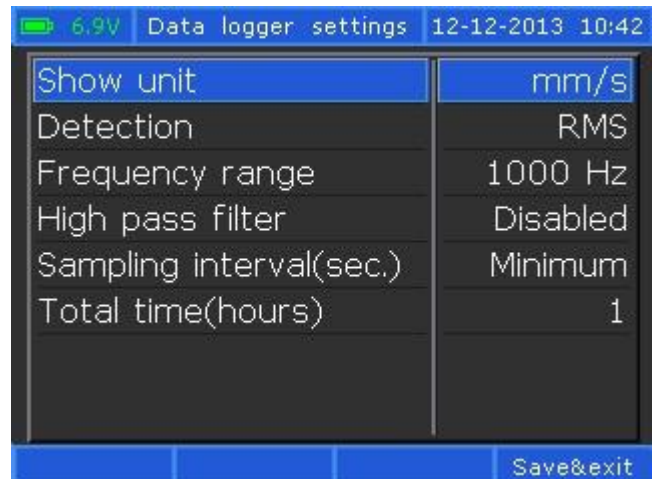 6.9V Data logger settings 12-12-2013 10:42
Show unit mm/s
Detection RMS
Frequency range 1000 Hz
High pass filter Disabled
Sampling interval(sec.) Minimum
Total time(hours) 1
Save&exit